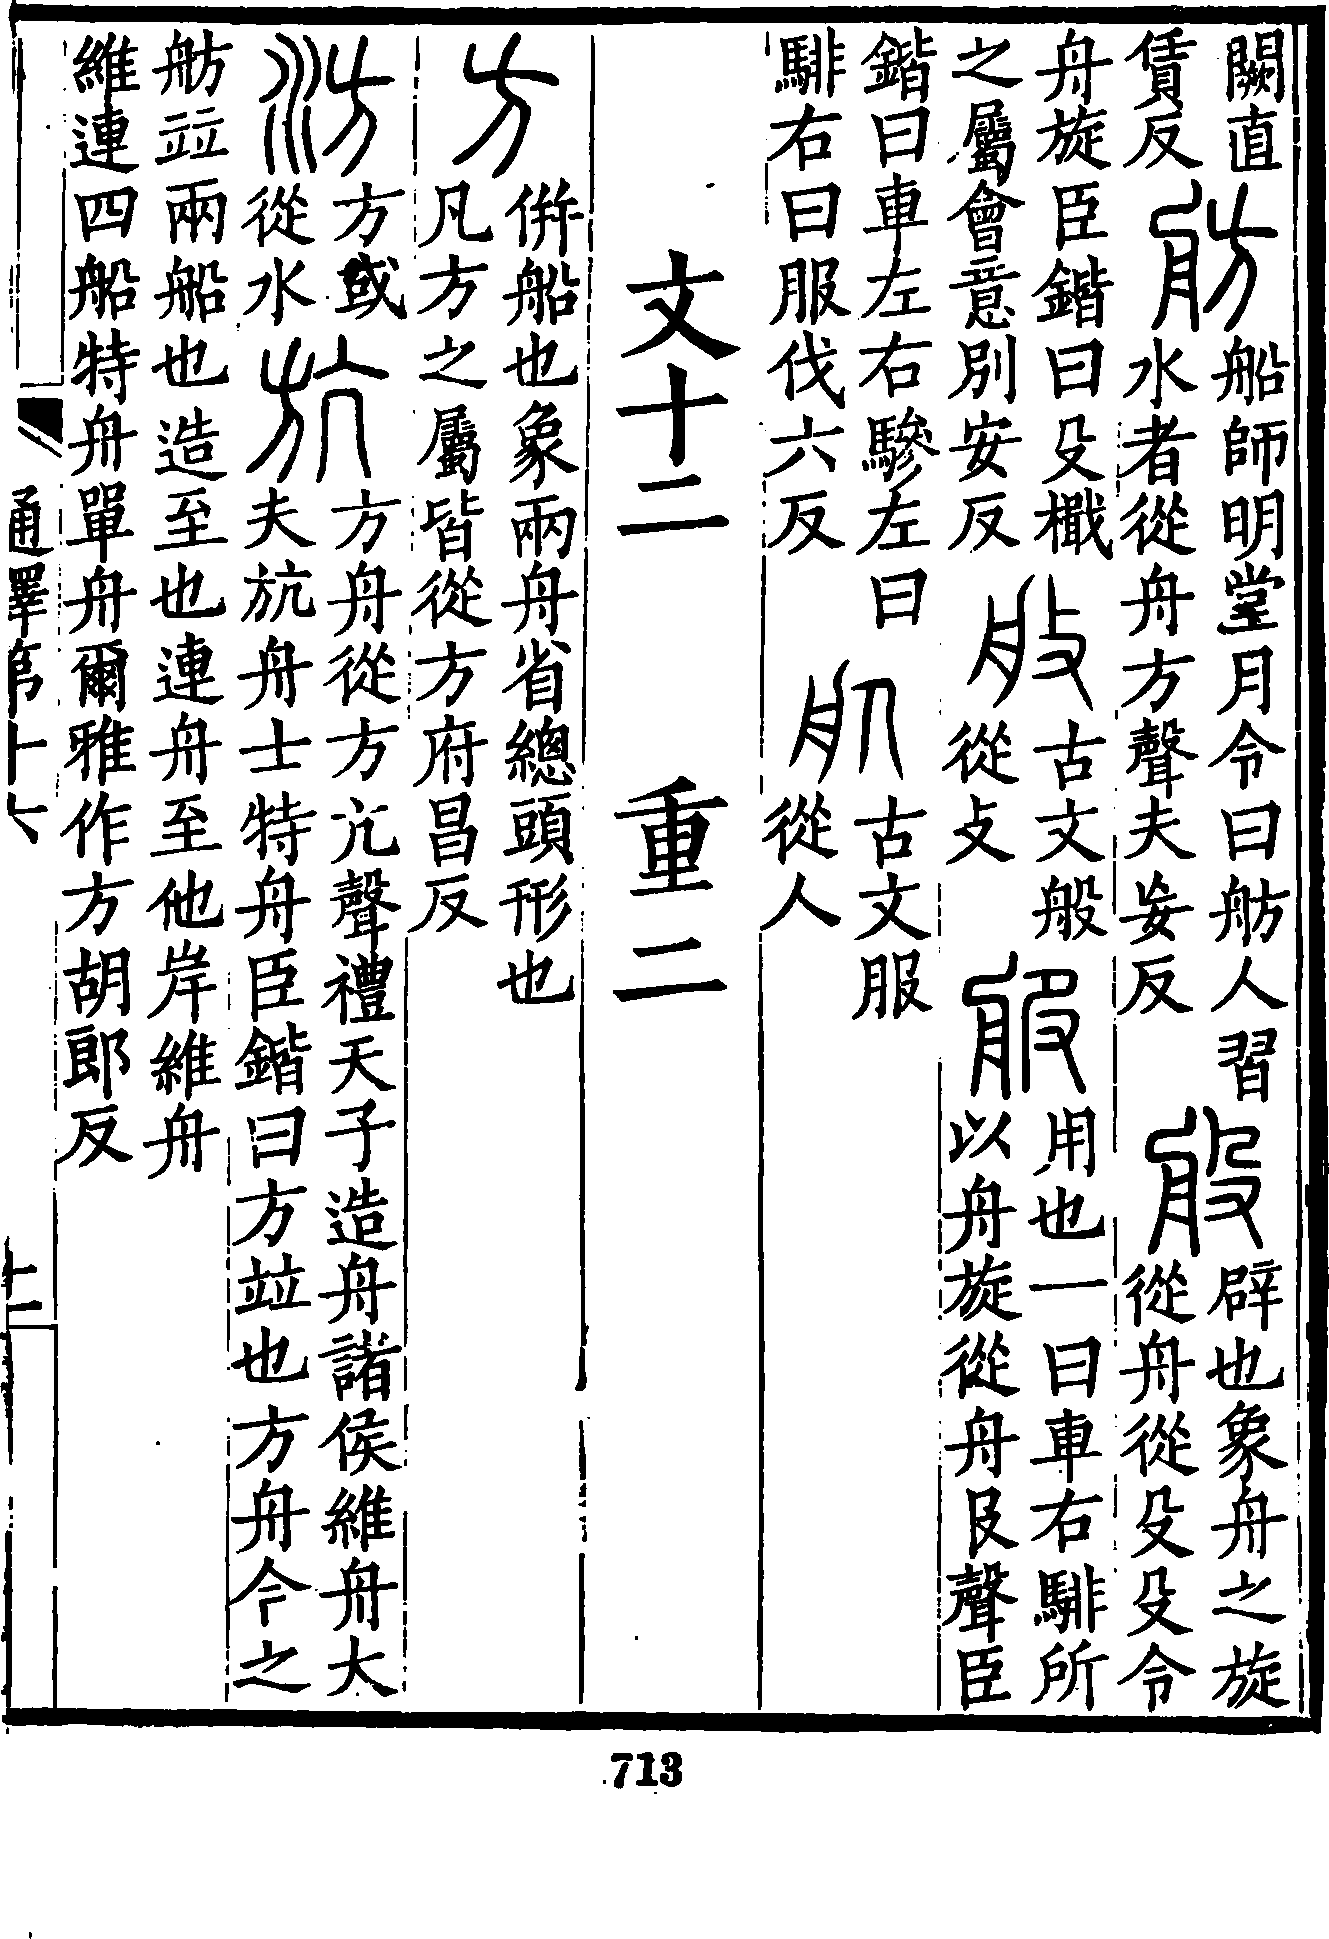 闕直
賃反
舫
船師明堂月令曰舫人習
水者從舟方聲夫妄反
般
辟也象舟之旋
從舟從殳殳令
舟旋臣鍇曰殳檝
之屬會意別安反
古文般
從攴
服
用也一曰車右騑所
以舟旋從舟𠬝聲臣
鍇曰車左右驂左曰
騑右曰服伐六反
古文服
從人
文十二　重二
方
併船也象兩舟省總頭形也
凡方之屬皆從方府昌反
汸
方或
從水
斻
方舟從方亢聲禮天子造舟諸侯維舟大
夫斻舟士特舟臣鍇曰方竝也方舟今之
舫竝兩船也造至也連舟至他岸維舟
維連四船特舟單舟爾雅作方胡郎反
通釋第十六
十二
713